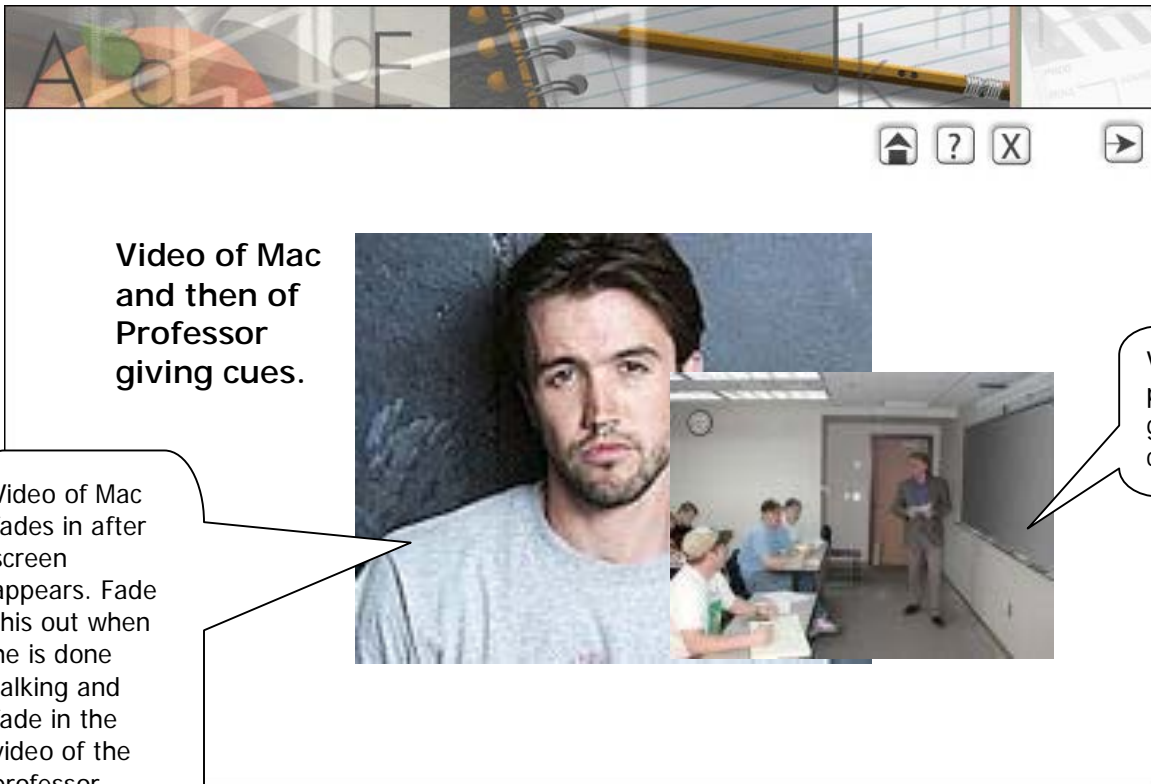 A b c d E
j k m
? X
Video of Mac
and then of
Professor
giving cues.
Video of Mac
fades in after
screen
appears. Fade
this out when
he is done
talking and
fade in the
video of the
professor